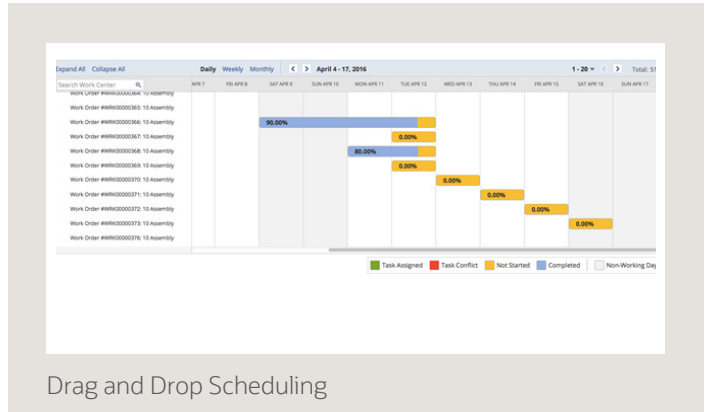 Expand All Collapse All Daily Weekly Monthly < > April 4 - 17, 2016 1 - 20 < > Total: 51
Search Work Center APR 7 FRI APR 8 SAT APR 9 SUN APR 10 MON APR 11 TUE APR 12 WED APR 13 THU APR 14 FRI APR 15 SAT APR 16 SUN APR 17
Work Order #WRK00000364: 10 Assembly
Work Order #WRK00000365: 10 Assembly
Work Order #WRK00000366: 10 Assembly 90.00%
Work Order #WRK00000367: 10 Assembly 0.00%
Work Order #WRK00000368: 10 Assembly 80.00%
Work Order #WRK00000369: 10 Assembly 0.00%
Work Order #WRK00000370: 10 Assembly 0.00%
Work Order #WRK00000371: 10 Assembly 0.00%
Work Order #WRK00000372: 10 Assembly 0.00%
Work Order #WRK00000373: 10 Assembly 0.00%
Work Order #WRK00000376: 10 Assembly
Task Assigned Task Conflict Not Started Completed Non-Working Day
Drag and Drop Scheduling